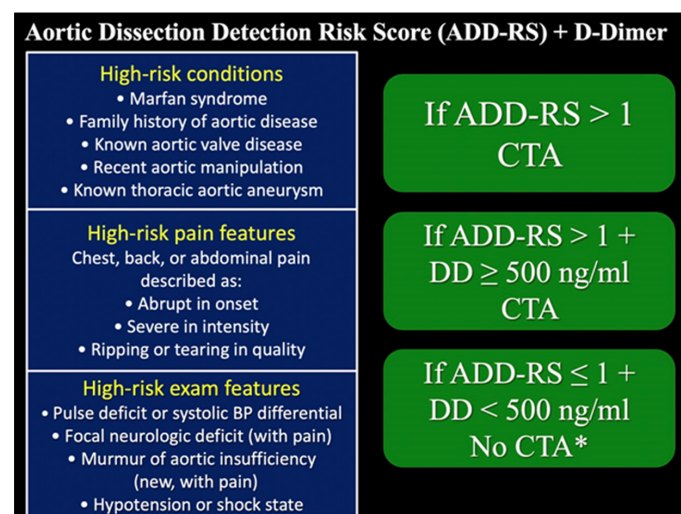 Aortic Dissection Detection Risk Score (ADD-RS) + D-Dimer
High-risk conditions
• Marfan syndrome
• Family history of aortic disease
• Known aortic valve disease
• Recent aortic manipulation
• Known thoracic aortic aneurysm
High-risk pain features
Chest, back, or abdominal pain
described as:
• Abrupt in onset
• Severe in intensity
• Ripping or tearing in quality
High-risk exam features
• Pulse deficit or systolic BP differential
• Focal neurologic deficit (with pain)
• Murmur of aortic insufficiency
(new, with pain)
• Hypotension or shock state
If ADD-RS > 1
CTA
If ADD-RS > 1 +
DD ≥ 500 ng/ml
CTA
If ADD-RS ≤ 1 +
DD < 500 ng/ml
No CTA*